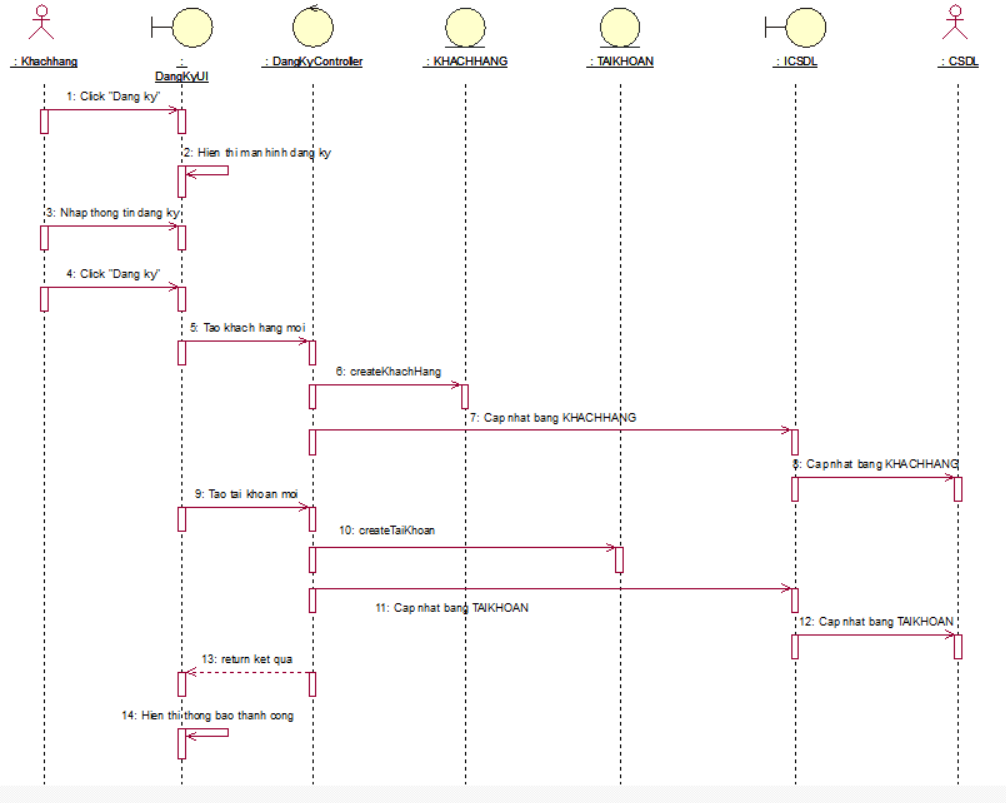 : Khachhang
:
DangKyUI
: DangKyController
: KHACHHANG
: TAIKHOAN
: ICSDL
: CSDL
1: Click "Dang ky"
2: Hien thi man hinh dang ky
3: Nhap thong tin dang ky
4: Click "Dang ky"
5: Tao khach hang moi
6: createKhachHang
7: Cap nhat bang KHACHHANG
8: Cap nhat bang KHACHHANG
9: Tao tai khoan moi
10: createTaiKhoan
11: Cap nhat bang TAIKHOAN
12: Cap nhat bang TAIKHOAN
13: return ket qua
14: Hien thi thong bao thanh cong